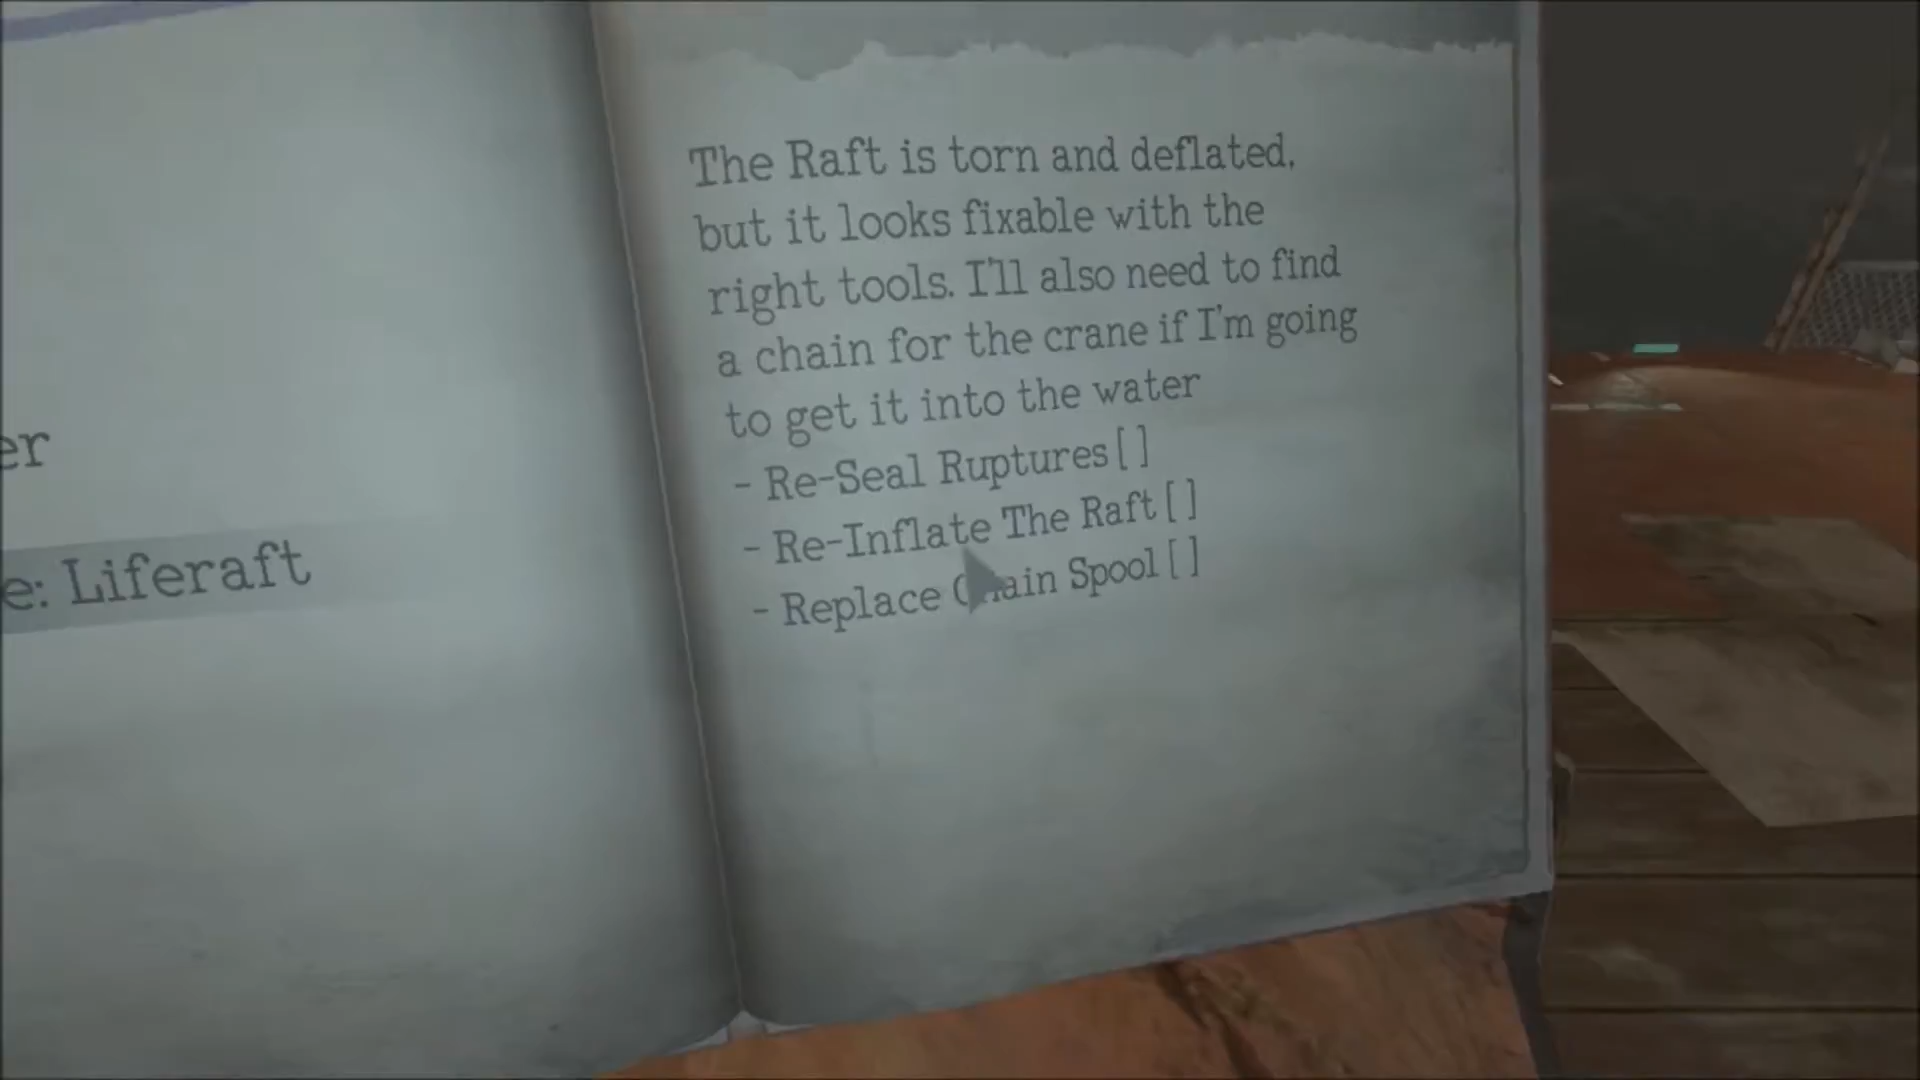 er
e: Liferaft
The Raft is torn and deflated,
but it looks fixable with the
right tools. I'll also need to find
a chain for the crane if I'm going
to get it into the water
- Re-Seal Ruptures [ ]
- Re-Inflate The Raft [ ]
- Replace Chain Spool [ ]